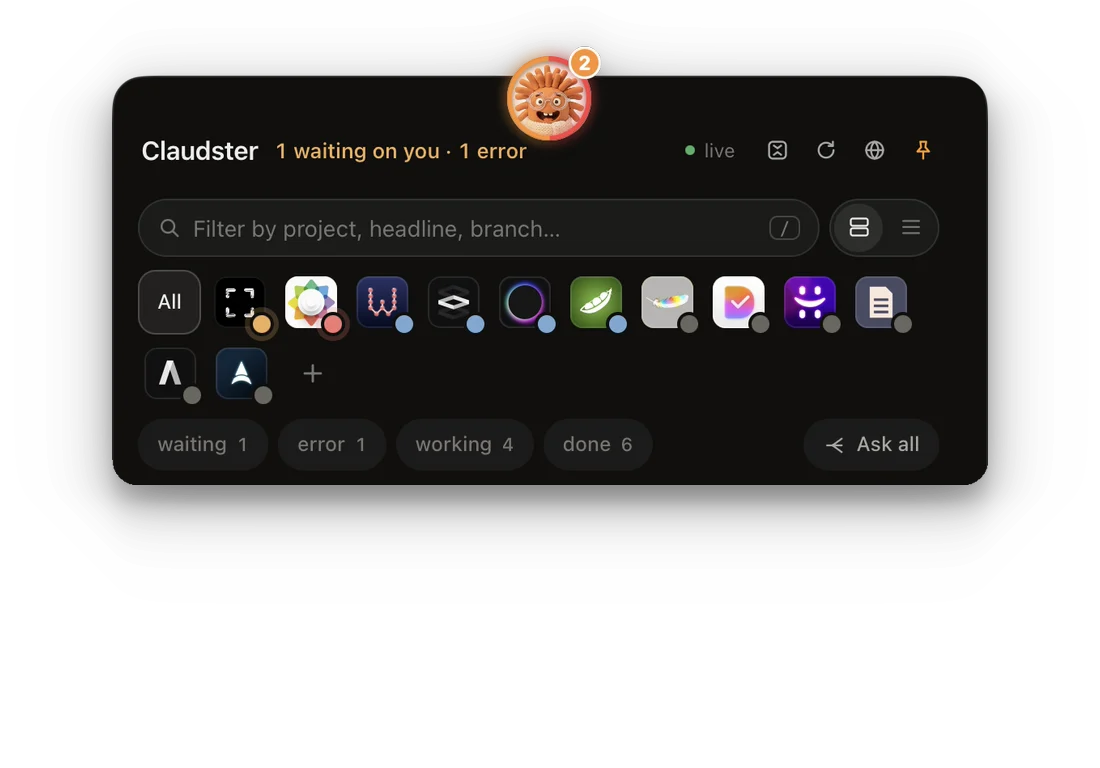 2
Claudster 1 waiting on you · 1 error live
Filter by project, headline, branch... /
All
waiting 1 error 1 working 4 done 6 Ask all